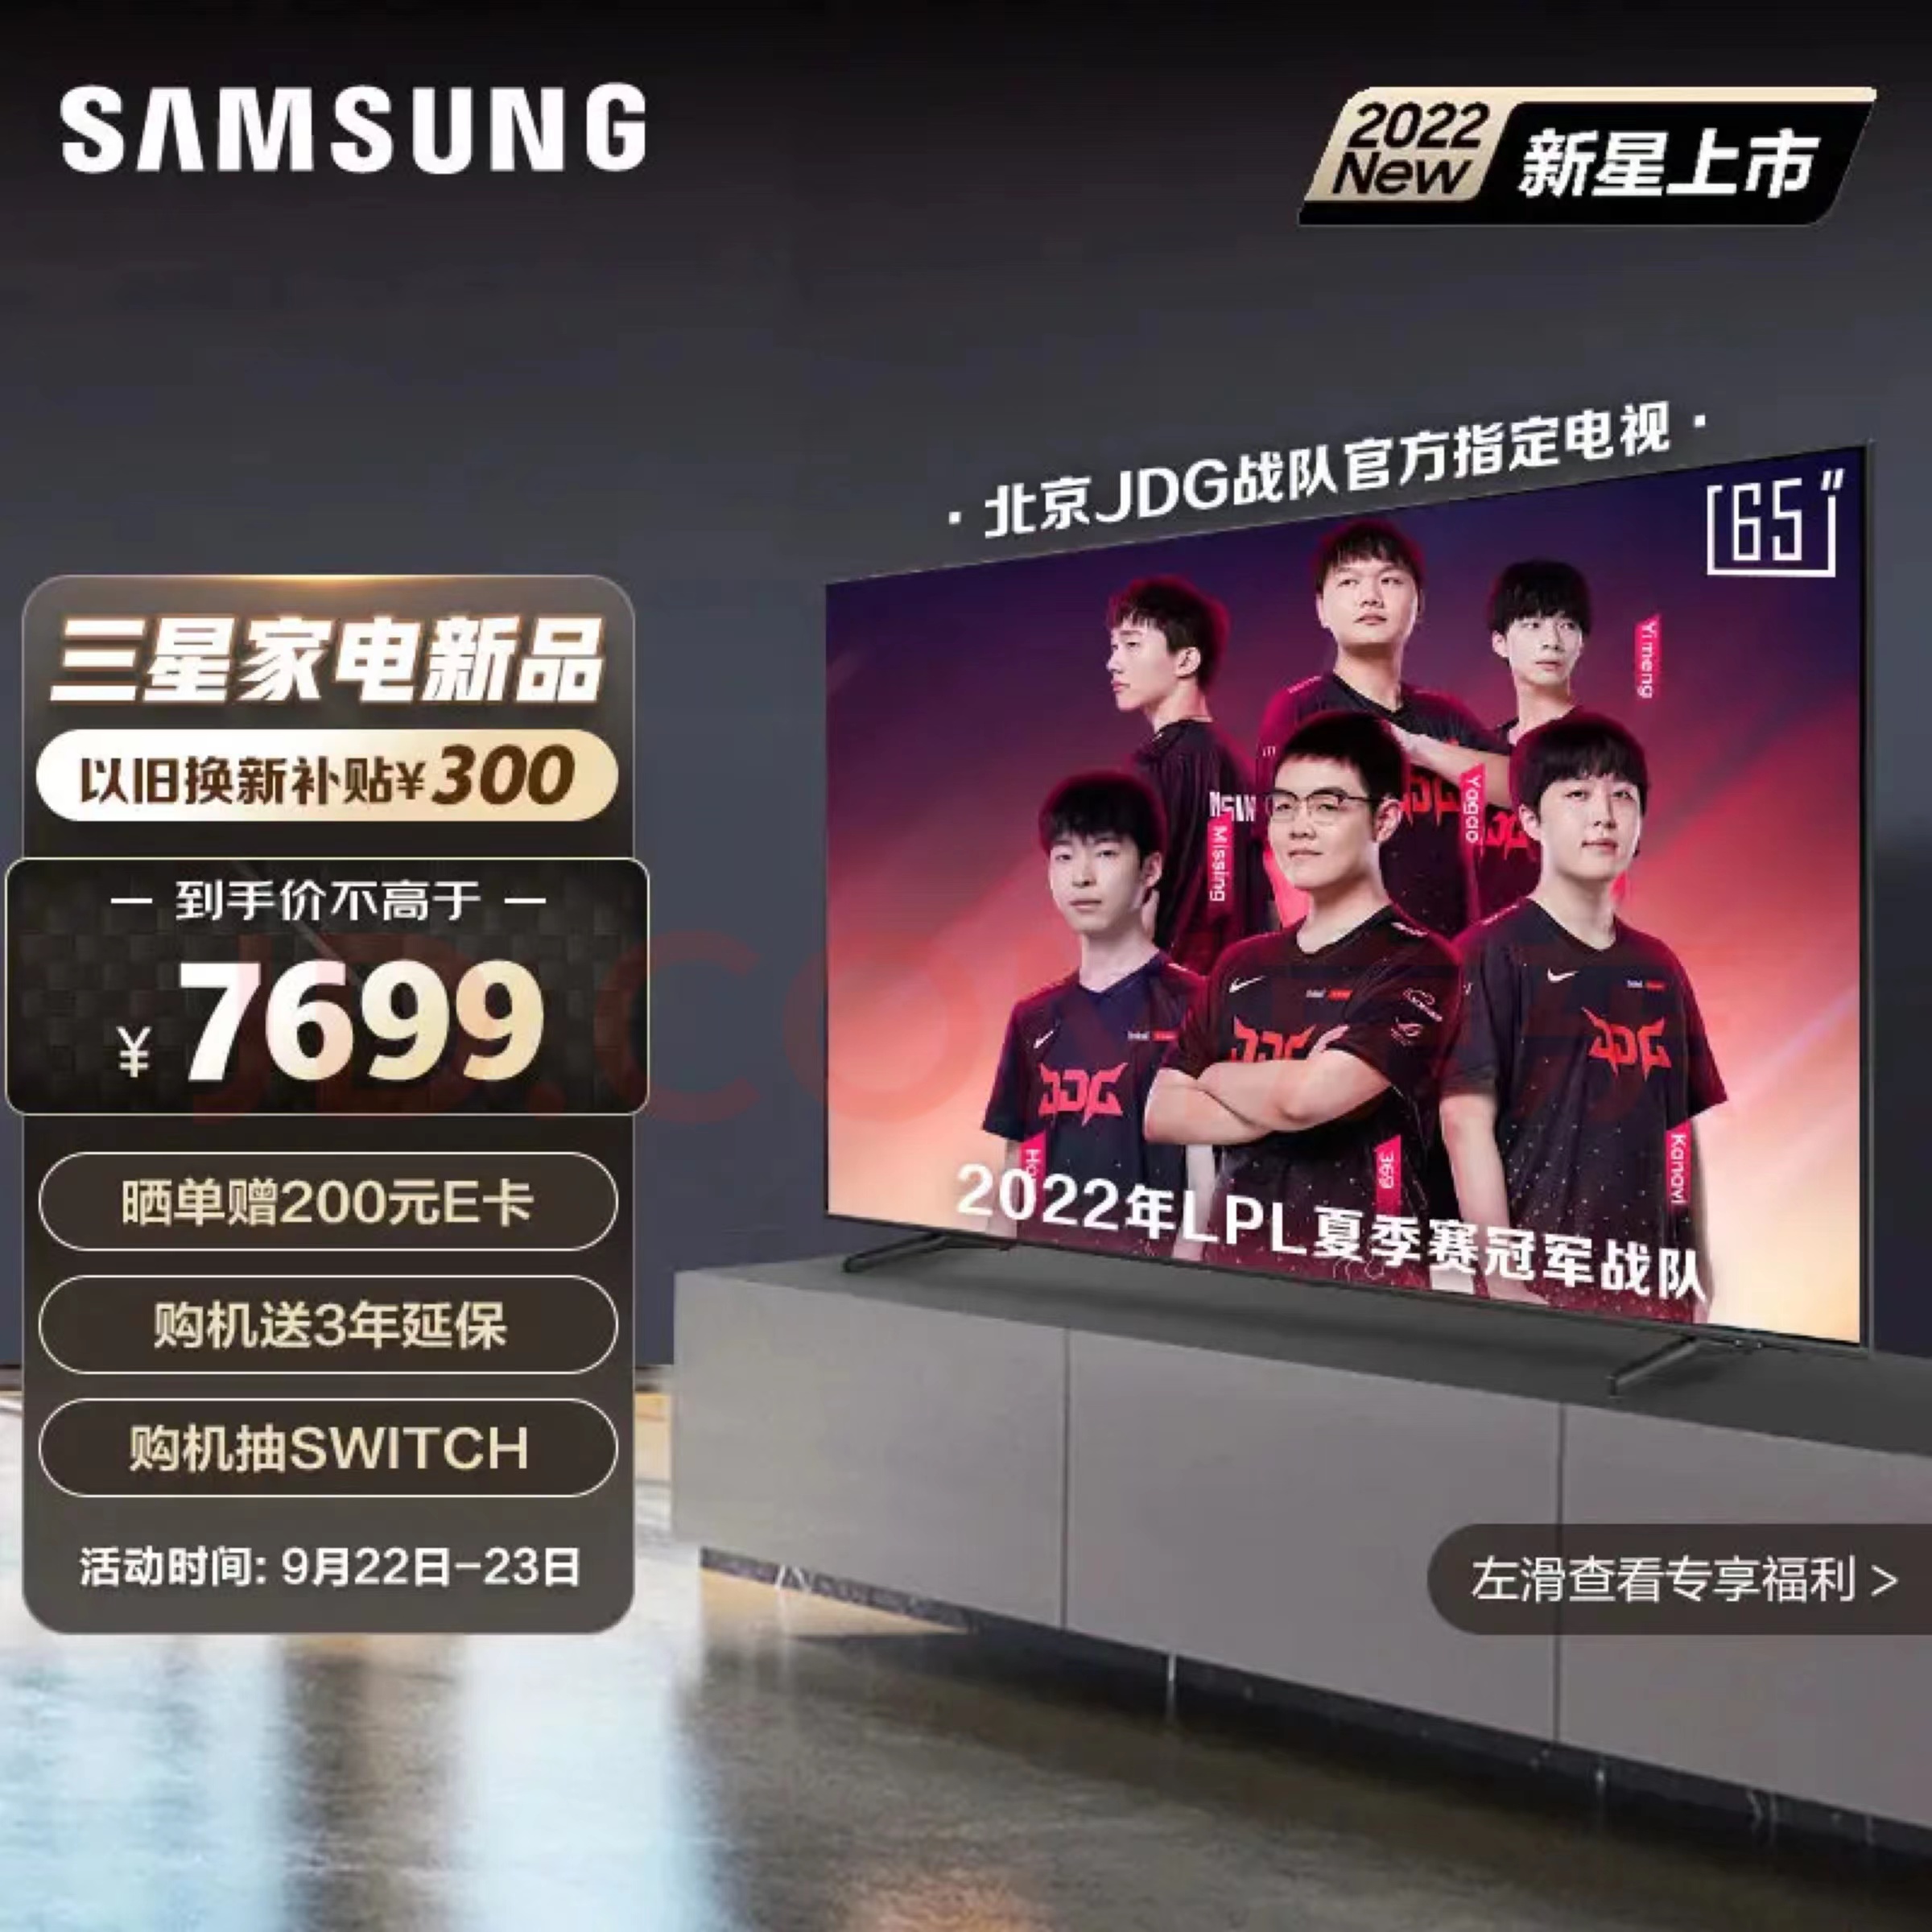 SAMSUNG
2022
New
新星上市
· 北京JDG战队官方指定电视 ·
65"
三星家电新品
以旧换新补贴¥300
到手价不高于
¥7699
晒单赠200元E卡
购机送3年延保
购机抽SWITCH
活动时间: 9月22日-23日
Yimeng
Yagao
Missing
JDG
JDG
JDG
369
Kanavi
2022年LPL夏季赛冠军战队
左滑查看专享福利 >